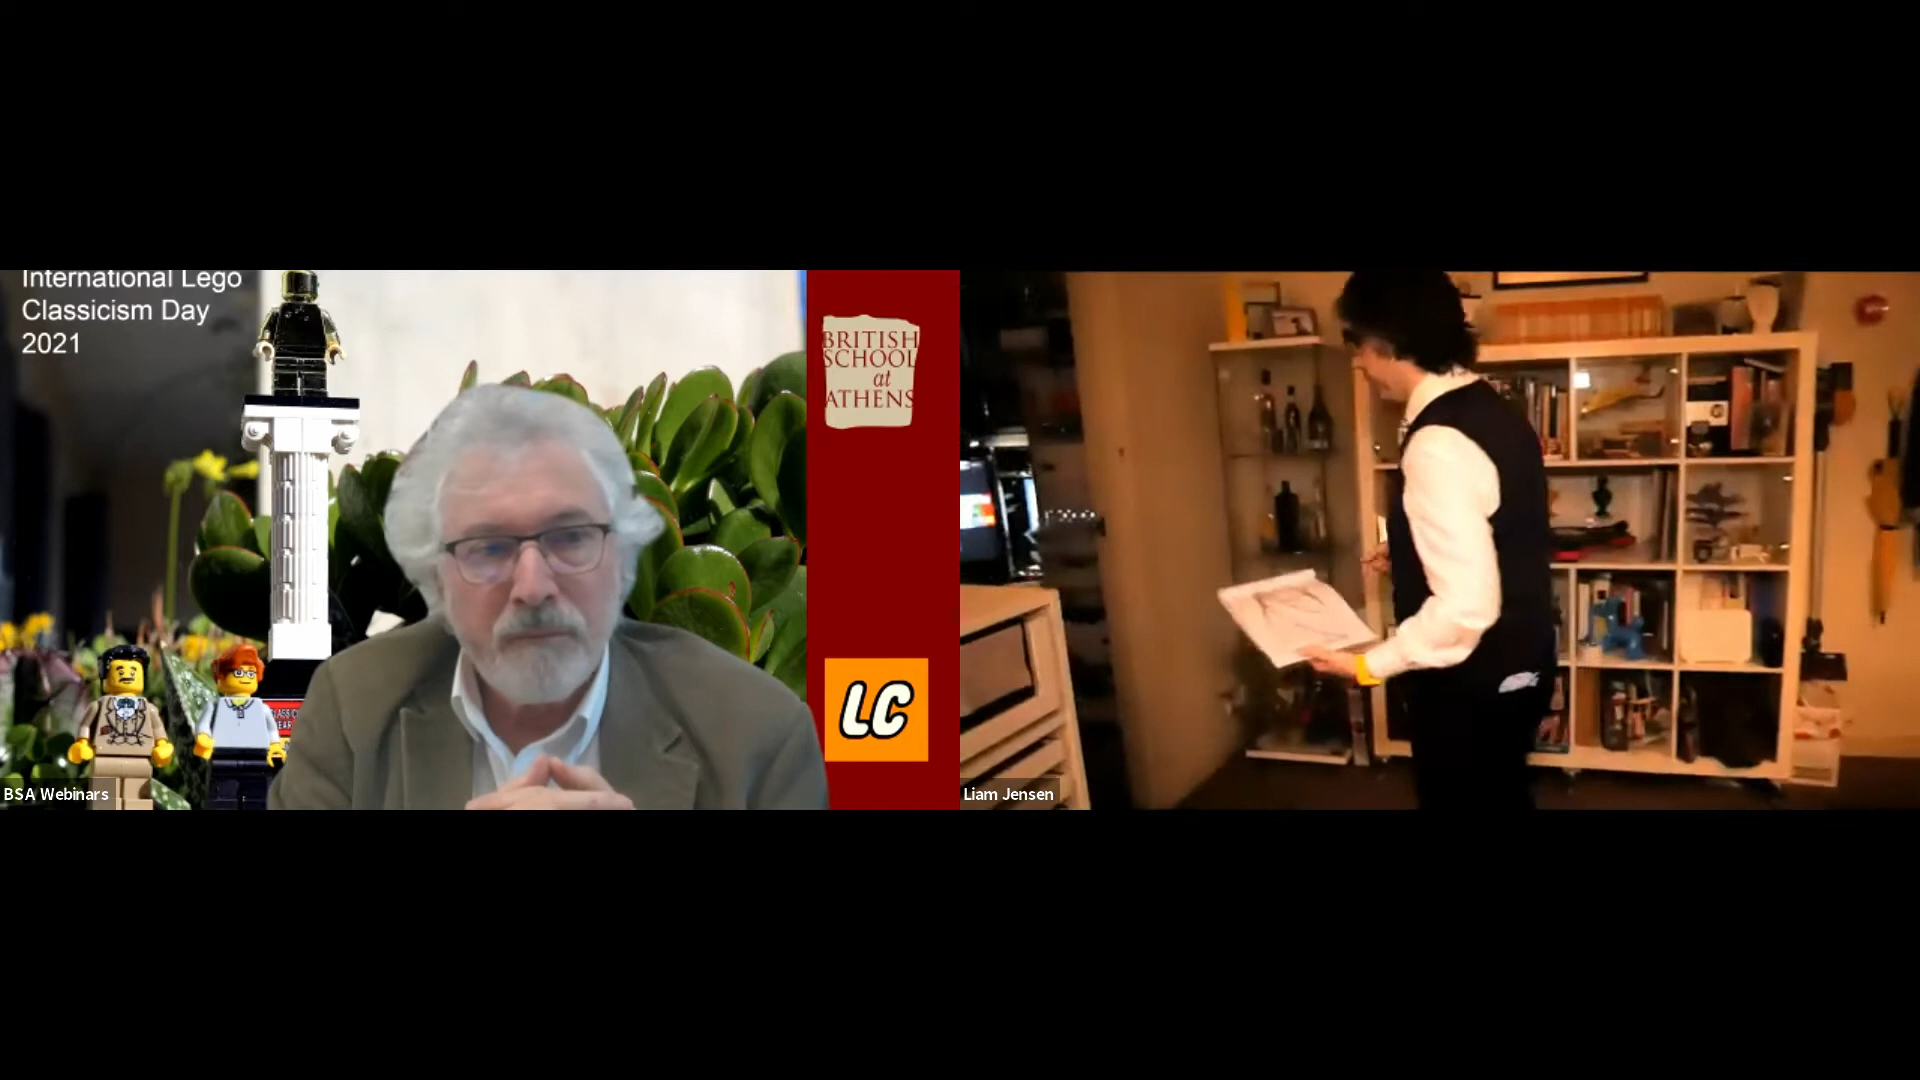 International Lego
Classicism Day
2021
BRITISH
SCHOOL
at
ATHENS
LC
BSA Webinars
Liam Jensen